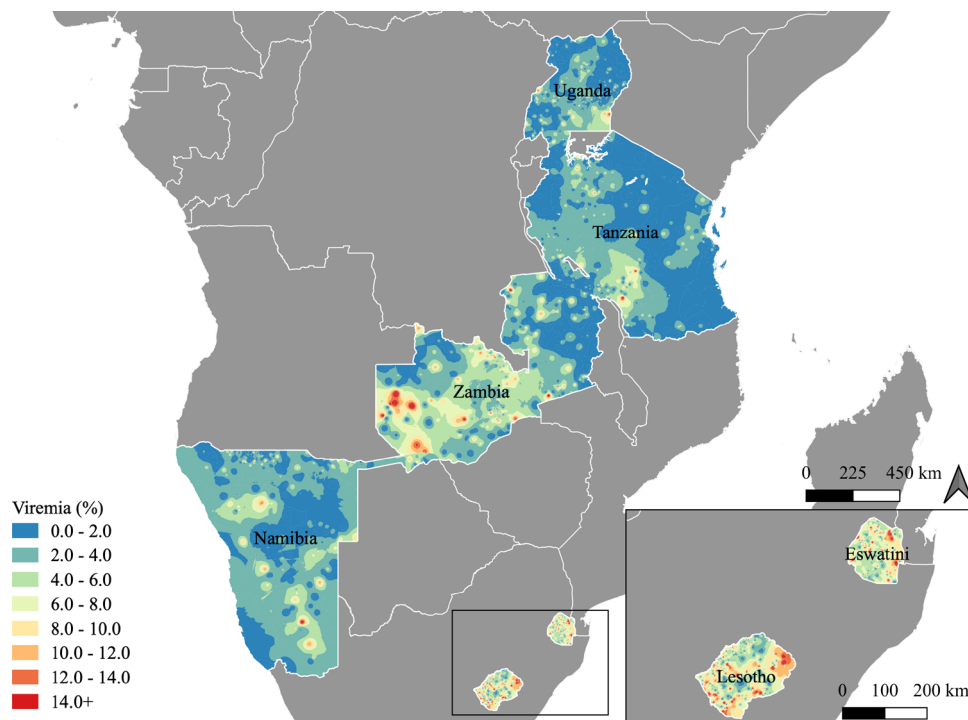 Uganda
Tanzania
Zambia
Namibia
0 225 450 km
Eswatini
Lesotho
0 100 200 km
Viremia (%)
0.0 - 2.0
2.0 - 4.0
4.0 - 6.0
6.0 - 8.0
8.0 - 10.0
10.0 - 12.0
12.0 - 14.0
14.0+